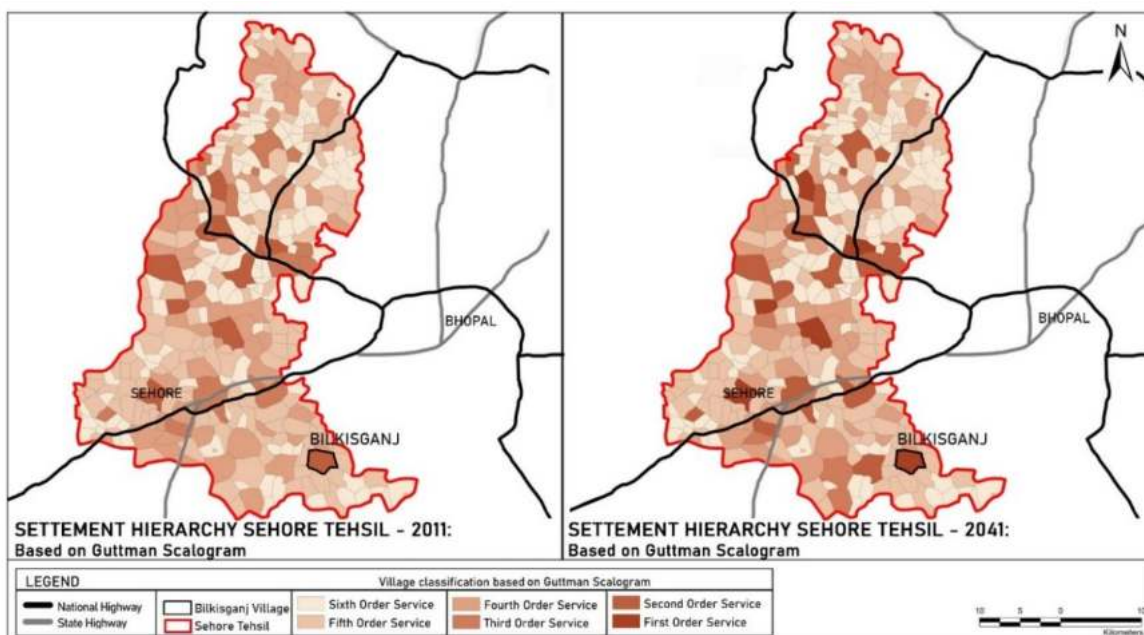 N
BHOPAL
SEHORE
BILKISGANJ
SETTEMENT HIERARCHY SEHORE TEHSIL - 2011:
Based on Guttman Scalogram
BHOPAL
SEHORE
BILKISGANJ
SETTEMENT HIERARCHY SEHORE TEHSIL - 2041:
Based on Guttman Scalogram
LEGEND
Village classification based on Guttman Scalogram
National Highway
State Highway
Bilkisganj Village
Sehore Tehsil
Sixth Order Service
Fifth Order Service
Fourth Order Service
Third Order Service
Second Order Service
First Order Service
10 5 0 10
Kilometers